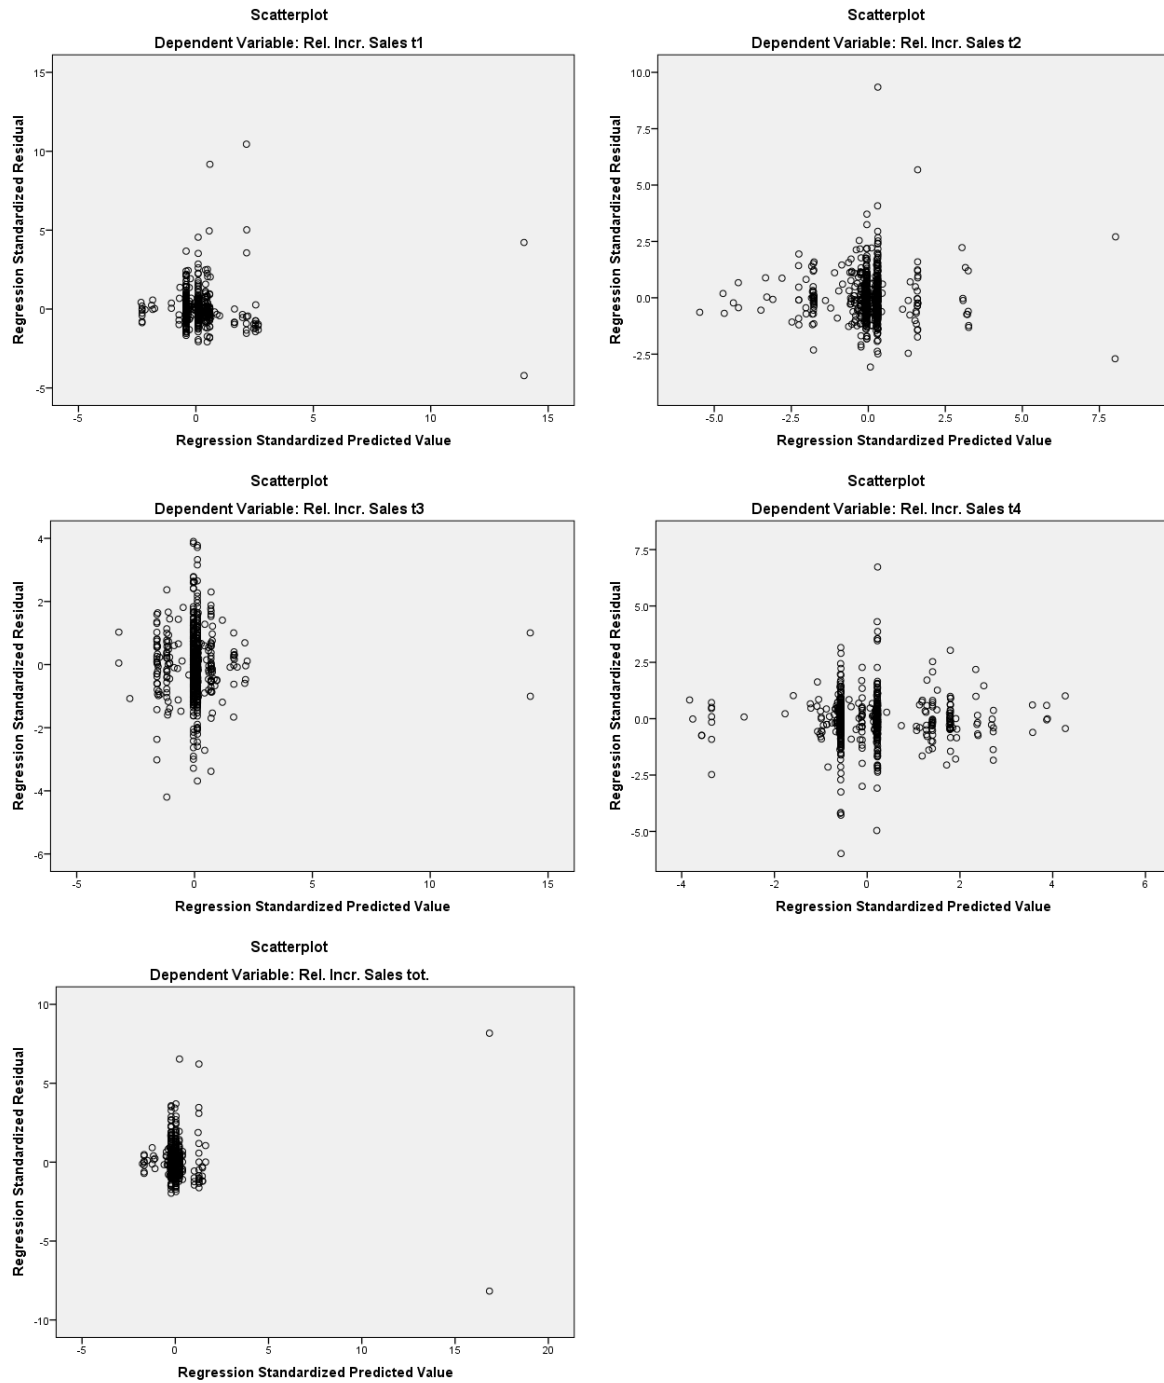 Scatterplot
Dependent Variable: Rel. Incr. Sales t1
Regression Standardized Residual
15
10
5
0
-5
-5 0 5 10 15
Regression Standardized Predicted Value
Scatterplot
Dependent Variable: Rel. Incr. Sales t2
Regression Standardized Residual
10.0
7.5
5.0
2.5
0.0
-2.5
-5.0 -2.5 0.0 2.5 5.0 7.5
Regression Standardized Predicted Value
Scatterplot
Dependent Variable: Rel. Incr. Sales t3
Regression Standardized Residual
4
2
0
-2
-4
-6
-5 0 5 10 15
Regression Standardized Predicted Value
Scatterplot
Dependent Variable: Rel. Incr. Sales t4
Regression Standardized Residual
7.5
5.0
2.5
0.0
-2.5
-5.0
-4 -2 0 2 4 6
Regression Standardized Predicted Value
Scatterplot
Dependent Variable: Rel. Incr. Sales tot.
Regression Standardized Residual
10
5
0
-5
-10
-5 0 5 10 15 20
Regression Standardized Predicted Value